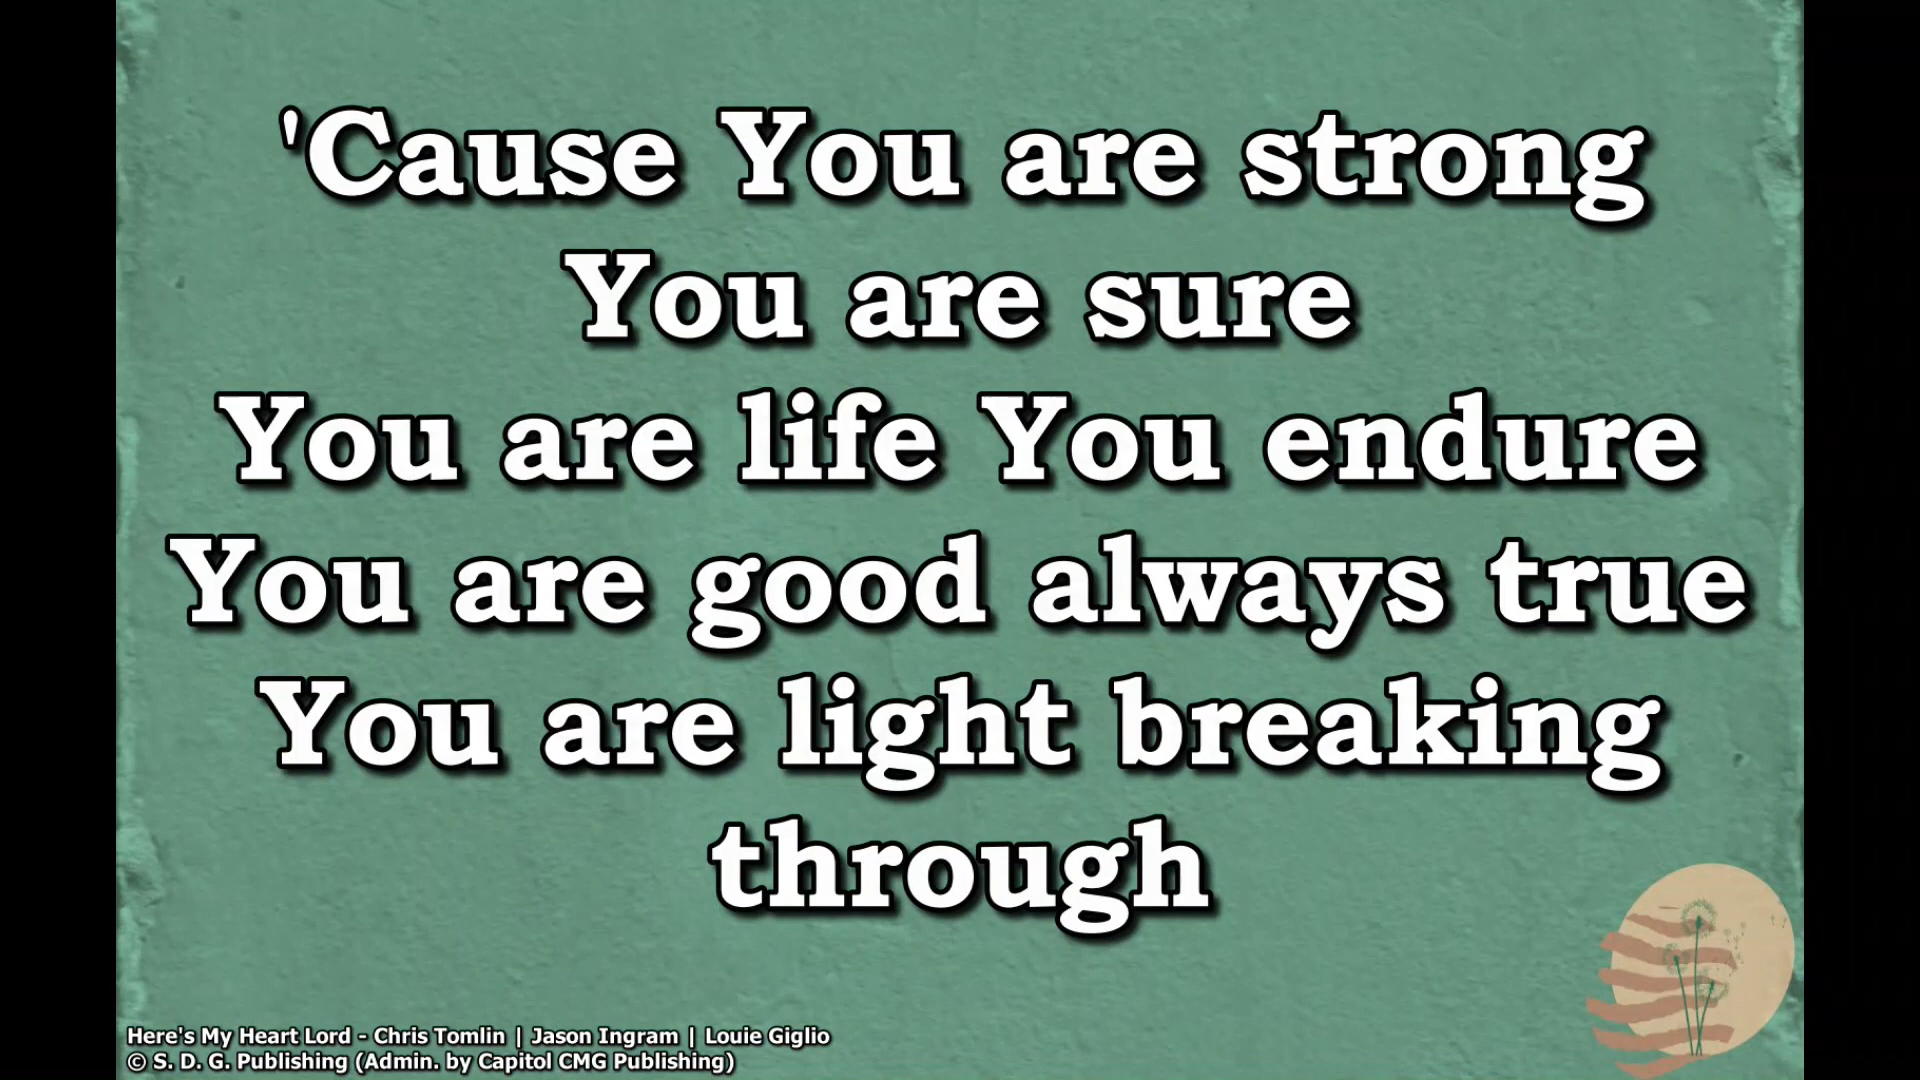 'Cause You are strong
You are sure
You are life You endure
You are good always true
You are light breaking
through
Here's My Heart Lord - Chris Tomlin | Jason Ingram | Louie Giglio
© S. D. G. Publishing (Admin. by Capitol CMG Publishing)